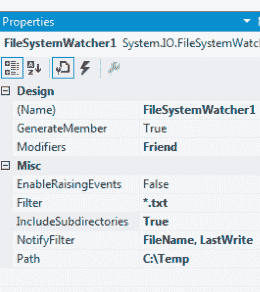 Properties
FileSystemWatcher1 System.IO.FileSystemWatc
Design
(Name) FileSystemWatcher1
GenerateMember True
Modifiers Friend
Misc
EnableRaisingEvents False
Filter *.txt
IncludeSubdirectories True
NotifyFilter FileName, LastWrite
Path C:\Temp